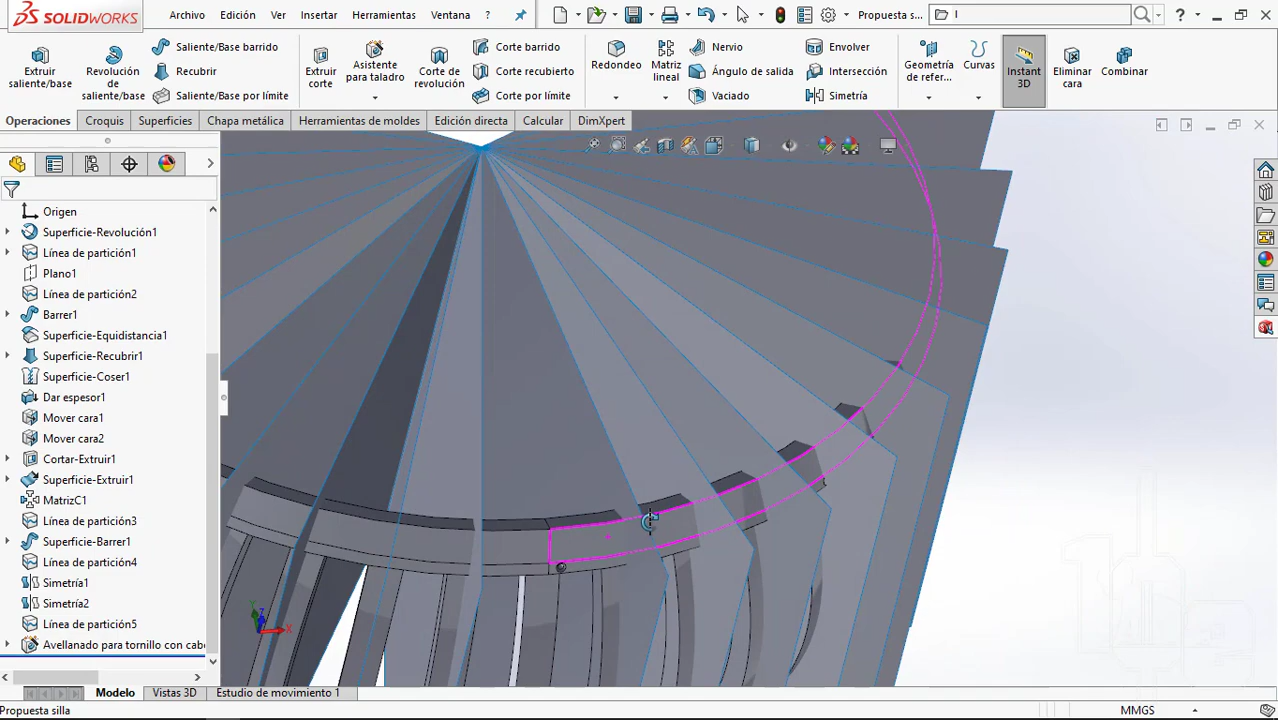 SOLIDWORKS
Archivo Edición Ver Insertar Herramientas Ventana ? Propuesta s... I
Extruir saliente/base
Revolución de saliente/base
Saliente/Base barrido
Recubrir
Saliente/Base por límite
Extruir corte
Asistente para taladro
Corte de revolución
Corte barrido
Corte recubierto
Corte por límite
Redondeo
Matriz lineal
Nervio
Ángulo de salida
Vaciado
Envolver
Intersección
Simetría
Geometría de refer...
Curvas
Instant 3D
Eliminar cara
Combinar
Operaciones Croquis Superficies Chapa metálica Herramientas de moldes Edición directa Calcular DimXpert
Origen
Superficie-Revolución1
Línea de partición1
Plano1
Línea de partición2
Barrer1
Superficie-Equidistancia1
Superficie-Recubrir1
Superficie-Coser1
Dar espesor1
Mover cara1
Mover cara2
Cortar-Extruir1
Superficie-Extruir1
MatrizC1
Línea de partición3
Superficie-Barrer1
Línea de partición4
Simetría1
Simetría2
Línea de partición5
Avellanado para tornillo con cabe
Y Z X
Modelo Vistas 3D Estudio de movimiento 1
Propuesta silla MMGS